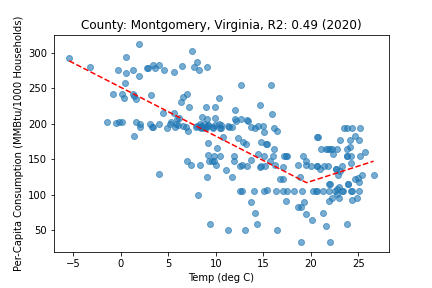 County: Montgomery, Virginia, R2: 0.49 (2020)
Per-Capita Consumption (MMBtu/1000 Households)
300
250
200
150
100
50
−5 0 5 10 15 20 25
Temp (deg C)